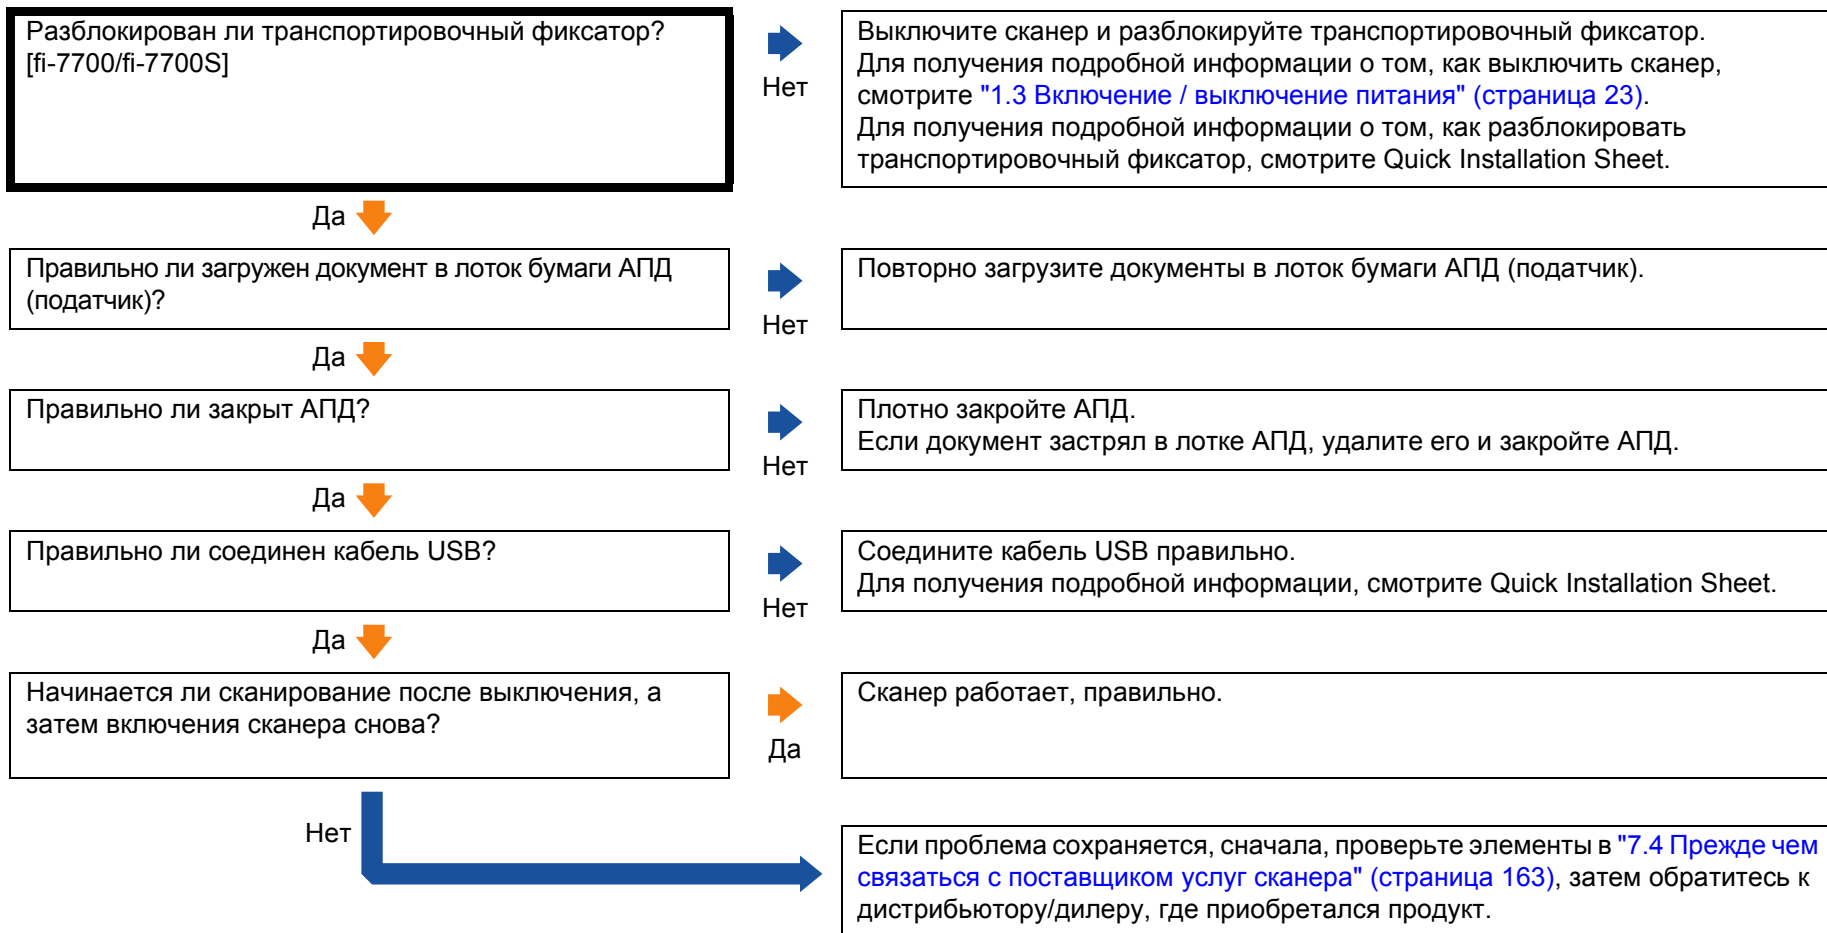 Разблокирован ли транспортировочный фиксатор?
[fi-7700/fi-7700S]
Нет
Выключите сканер и разблокируйте транспортировочный фиксатор.
Для получения подробной информации о том, как выключить сканер,
смотрите "1.3 Включение / выключение питания" (страница 23).
Для получения подробной информации о том, как разблокировать
транспортировочный фиксатор, смотрите Quick Installation Sheet.
Да
Правильно ли загружен документ в лоток бумаги АПД
(податчик)?
Нет
Повторно загрузите документы в лоток бумаги АПД (податчик).
Да
Правильно ли закрыт АПД?
Нет
Плотно закройте АПД.
Если документ застрял в лотке АПД, удалите его и закройте АПД.
Да
Правильно ли соединен кабель USB?
Нет
Соедините кабель USB правильно.
Для получения подробной информации, смотрите Quick Installation Sheet.
Да
Начинается ли сканирование после выключения, а
затем включения сканера снова?
Да
Сканер работает, правильно.
Нет
Если проблема сохраняется, сначала, проверьте элементы в "7.4 Прежде чем
связаться с поставщиком услуг сканера" (страница 163), затем обратитесь к
дистрибьютору/дилеру, где приобретался продукт.